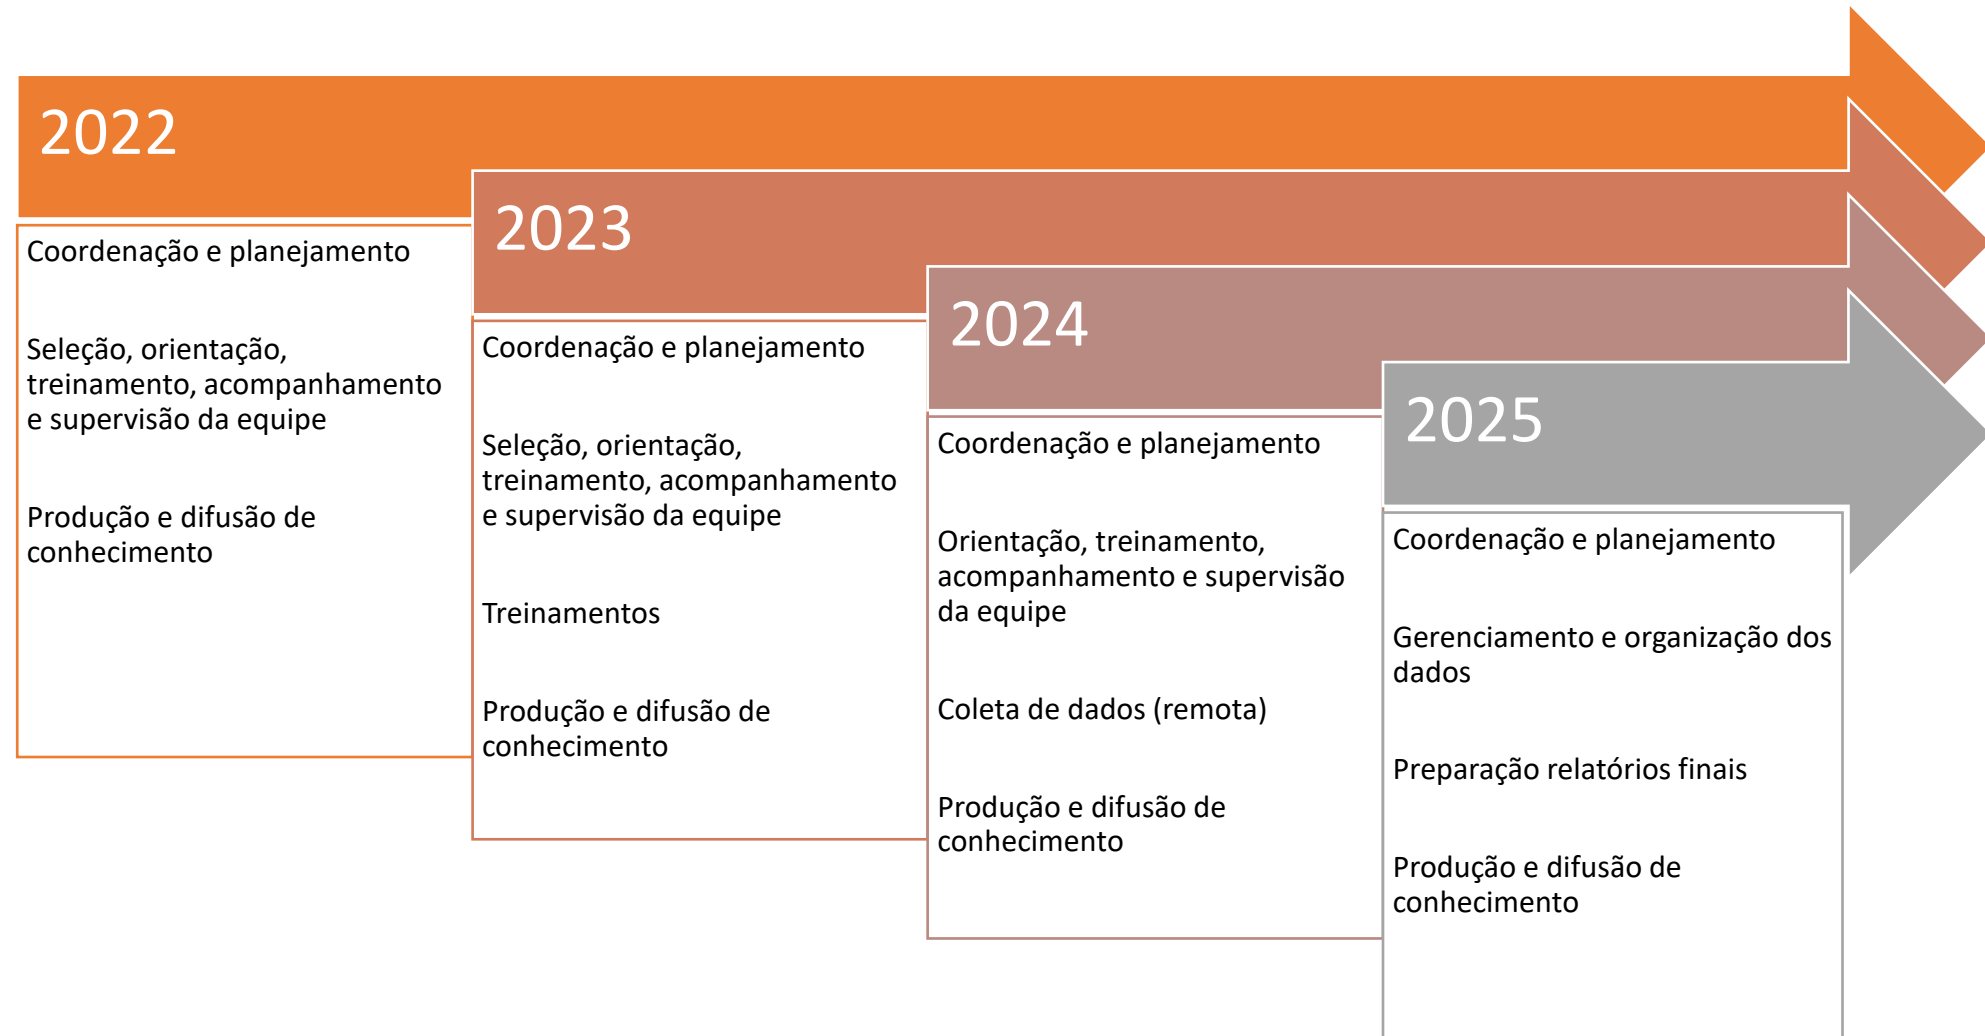 2022
Coordenação e planejamento
Seleção, orientação,
treinamento, acompanhamento
e supervisão da equipe
Produção e difusão de
conhecimento
2023
Coordenação e planejamento
Seleção, orientação,
treinamento, acompanhamento
e supervisão da equipe
Treinamentos
Produção e difusão de
conhecimento
2024
Coordenação e planejamento
Orientação, treinamento,
acompanhamento e supervisão
da equipe
Coleta de dados (remota)
Produção e difusão de
conhecimento
2025
Coordenação e planejamento
Gerenciamento e organização dos
dados
Preparação relatórios finais
Produção e difusão de
conhecimento